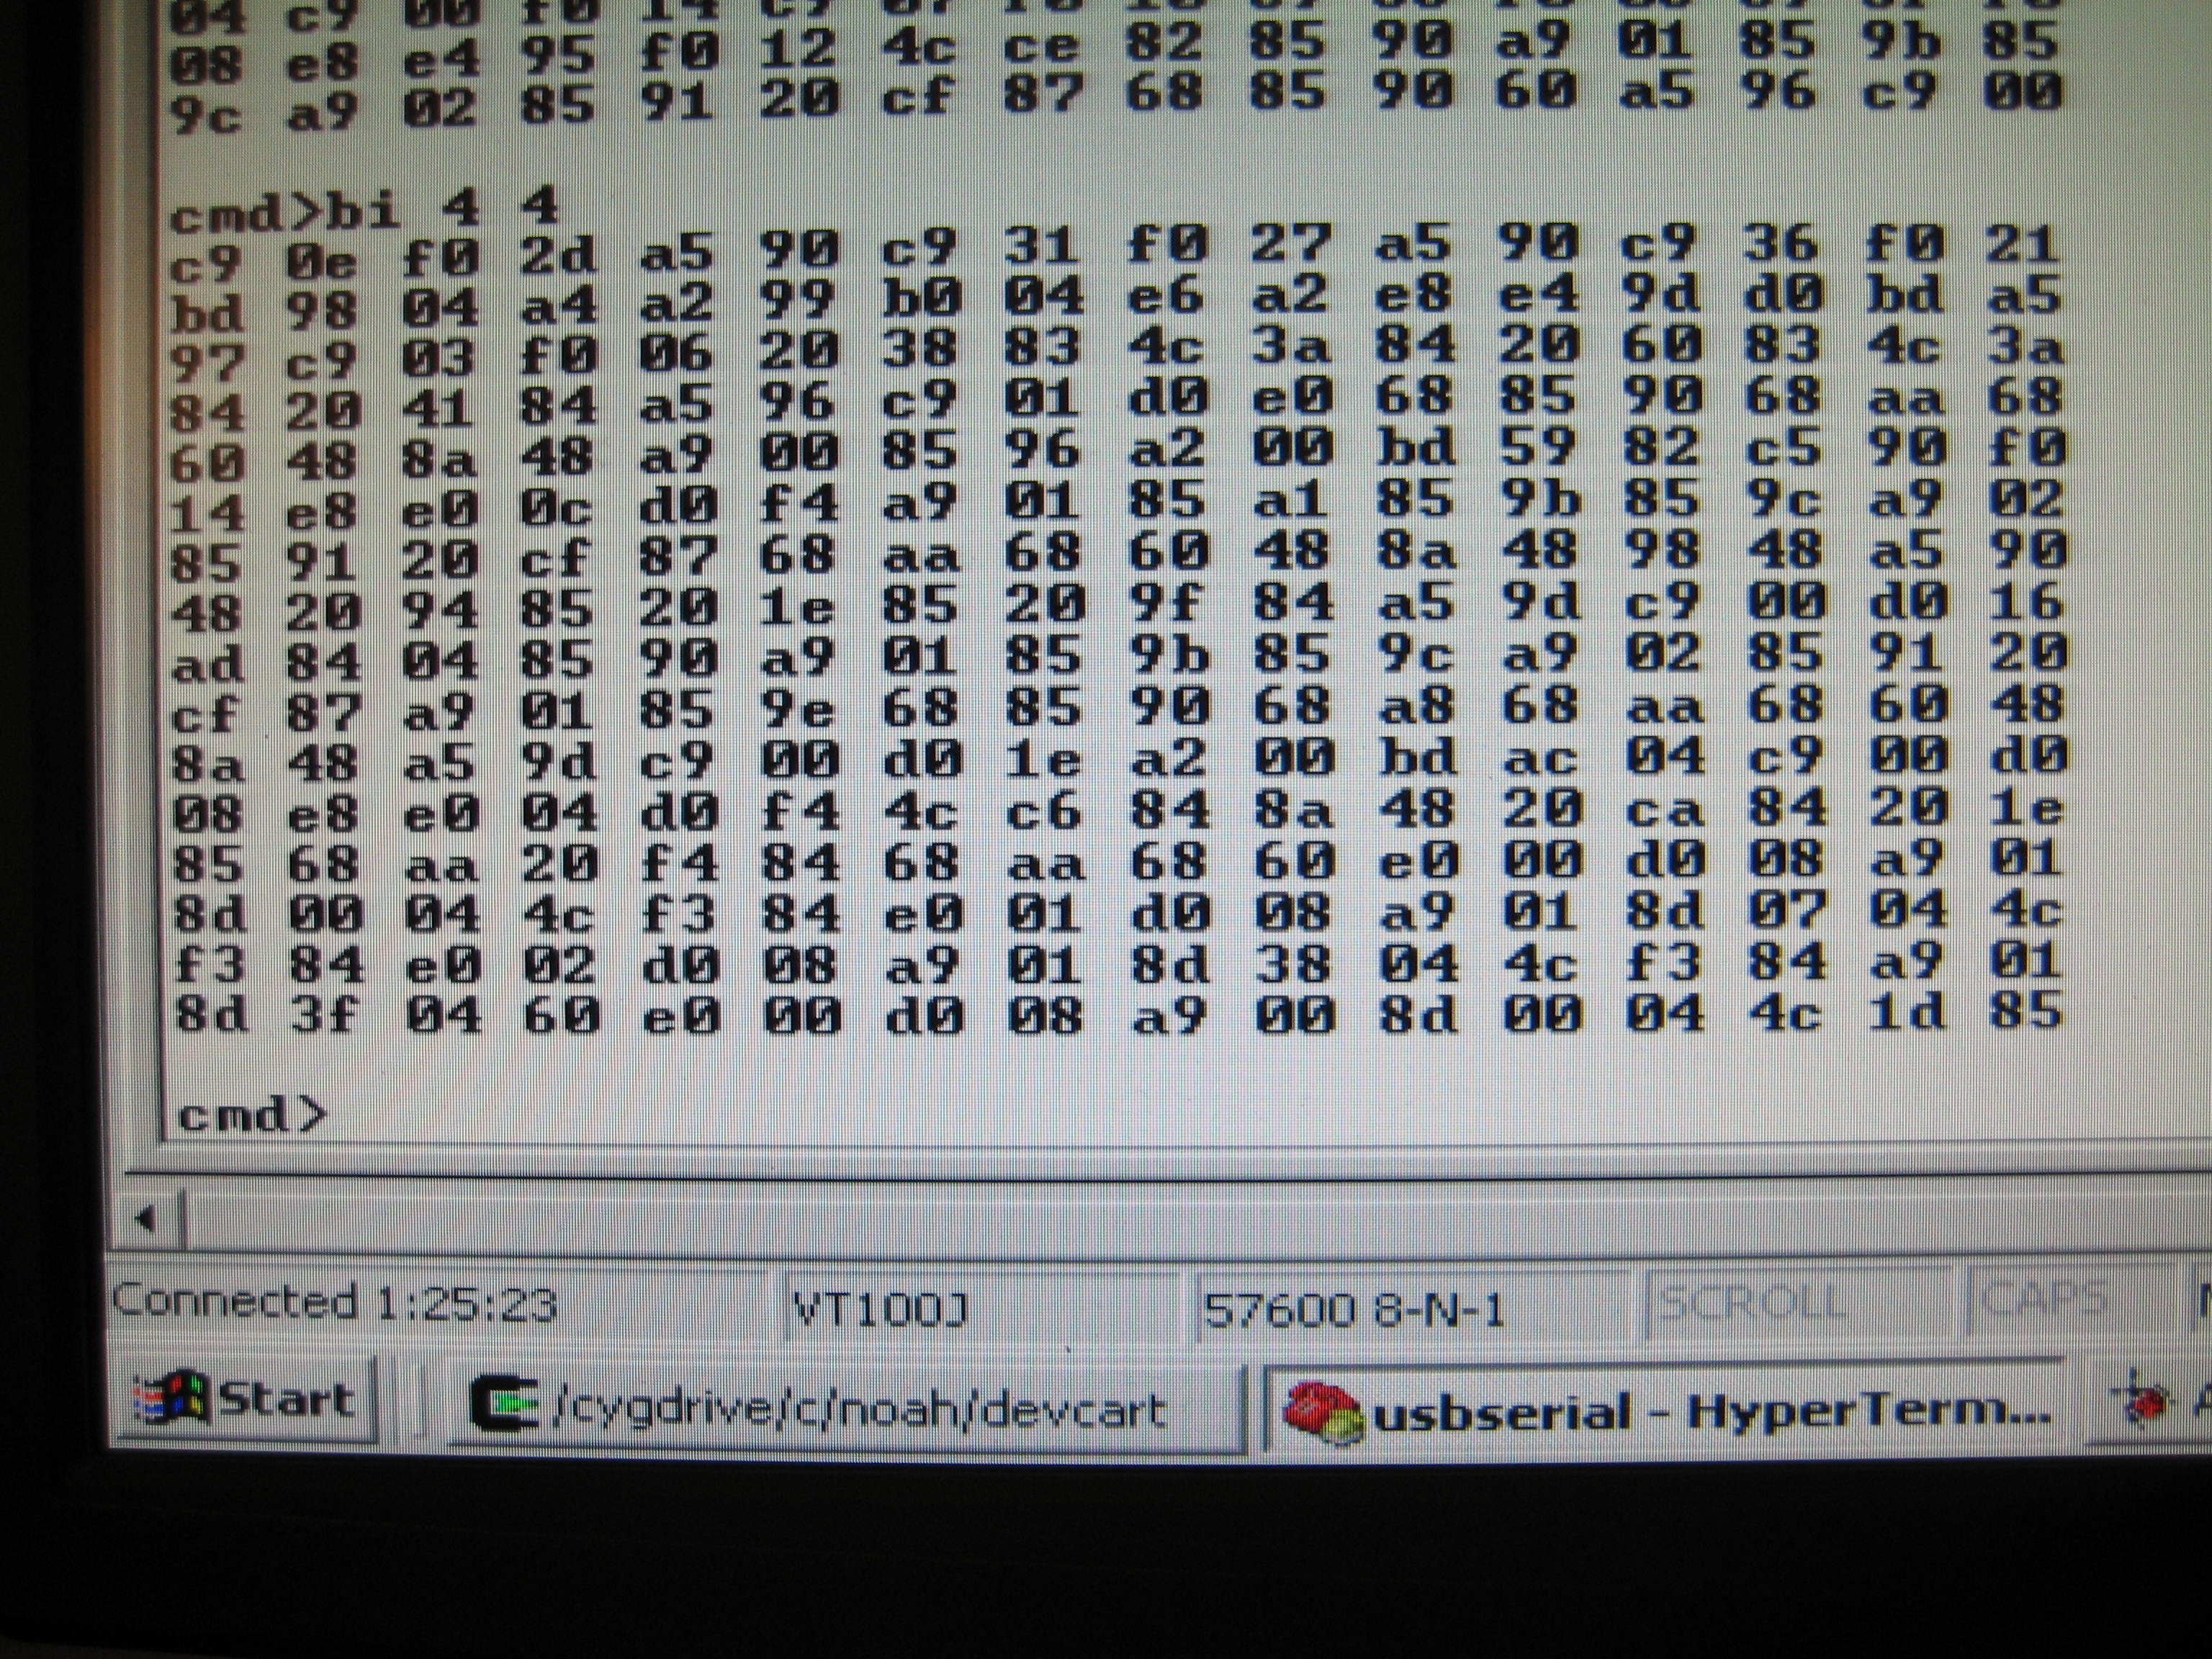 04 c9 00 f0 14 c9
08 e8 e4 95 f0 12 4c ce 82 85 90 a9 01 85 9b 85
9c a9 02 85 91 20 cf 87 68 85 90 60 a5 96 c9 00
cmd>bi 4 4
c9 0e f0 2d a5 90 c9 31 f0 27 a5 90 c9 36 f0 21
bd 98 04 a4 a2 99 b0 04 e6 a2 e8 e4 9d d0 bd a5
97 c9 03 f0 06 20 38 83 4c 3a 84 20 60 83 4c 3a
84 20 41 84 a5 96 c9 01 d0 e0 68 85 90 68 aa 68
60 48 8a 48 a9 00 85 96 a2 00 bd 59 82 c5 90 f0
14 e8 e0 0c d0 f4 a9 01 85 a1 85 9b 85 9c a9 02
85 91 20 cf 87 68 aa 68 60 48 8a 48 98 48 a5 90
48 20 94 85 20 1e 85 20 9f 84 a5 9d c9 00 d0 16
ad 84 04 85 90 a9 01 85 9b 85 9c a9 02 85 91 20
cf 87 a9 01 85 9e 68 85 90 68 a8 68 aa 68 60 48
8a 48 a5 9d c9 00 d0 1e a2 00 bd ac 04 c9 00 d0
08 e8 e0 04 d0 f4 4c c6 84 8a 48 20 ca 84 20 1e
85 68 aa 20 f4 84 68 aa 68 60 e0 00 d0 08 a9 01
8d 00 04 4c f3 84 e0 01 d0 08 a9 01 8d 07 04 4c
f3 84 e0 02 d0 08 a9 01 8d 38 04 4c f3 84 a9 01
8d 3f 04 60 e0 00 d0 08 a9 00 8d 00 04 4c 1d 85
cmd>
Connected 1:25:23 VT100J 57600 8-N-1 SCROLL CAPS
Start /cygdrive/c/noah/devcart usbserial - HyperTerm...